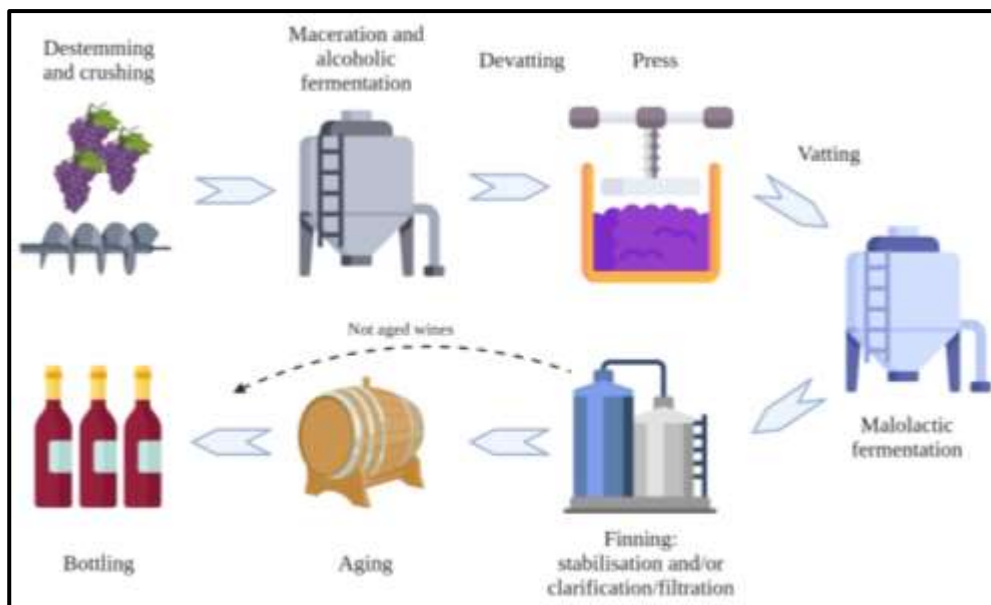 Destemming
and crushing
Maceration and
alcoholic
fermentation
Devatting
Press
Vatting
Malolactic
fermentation
Not aged wines
Finning:
stabilisation and/or
clarification/filtration
Aging
Bottling